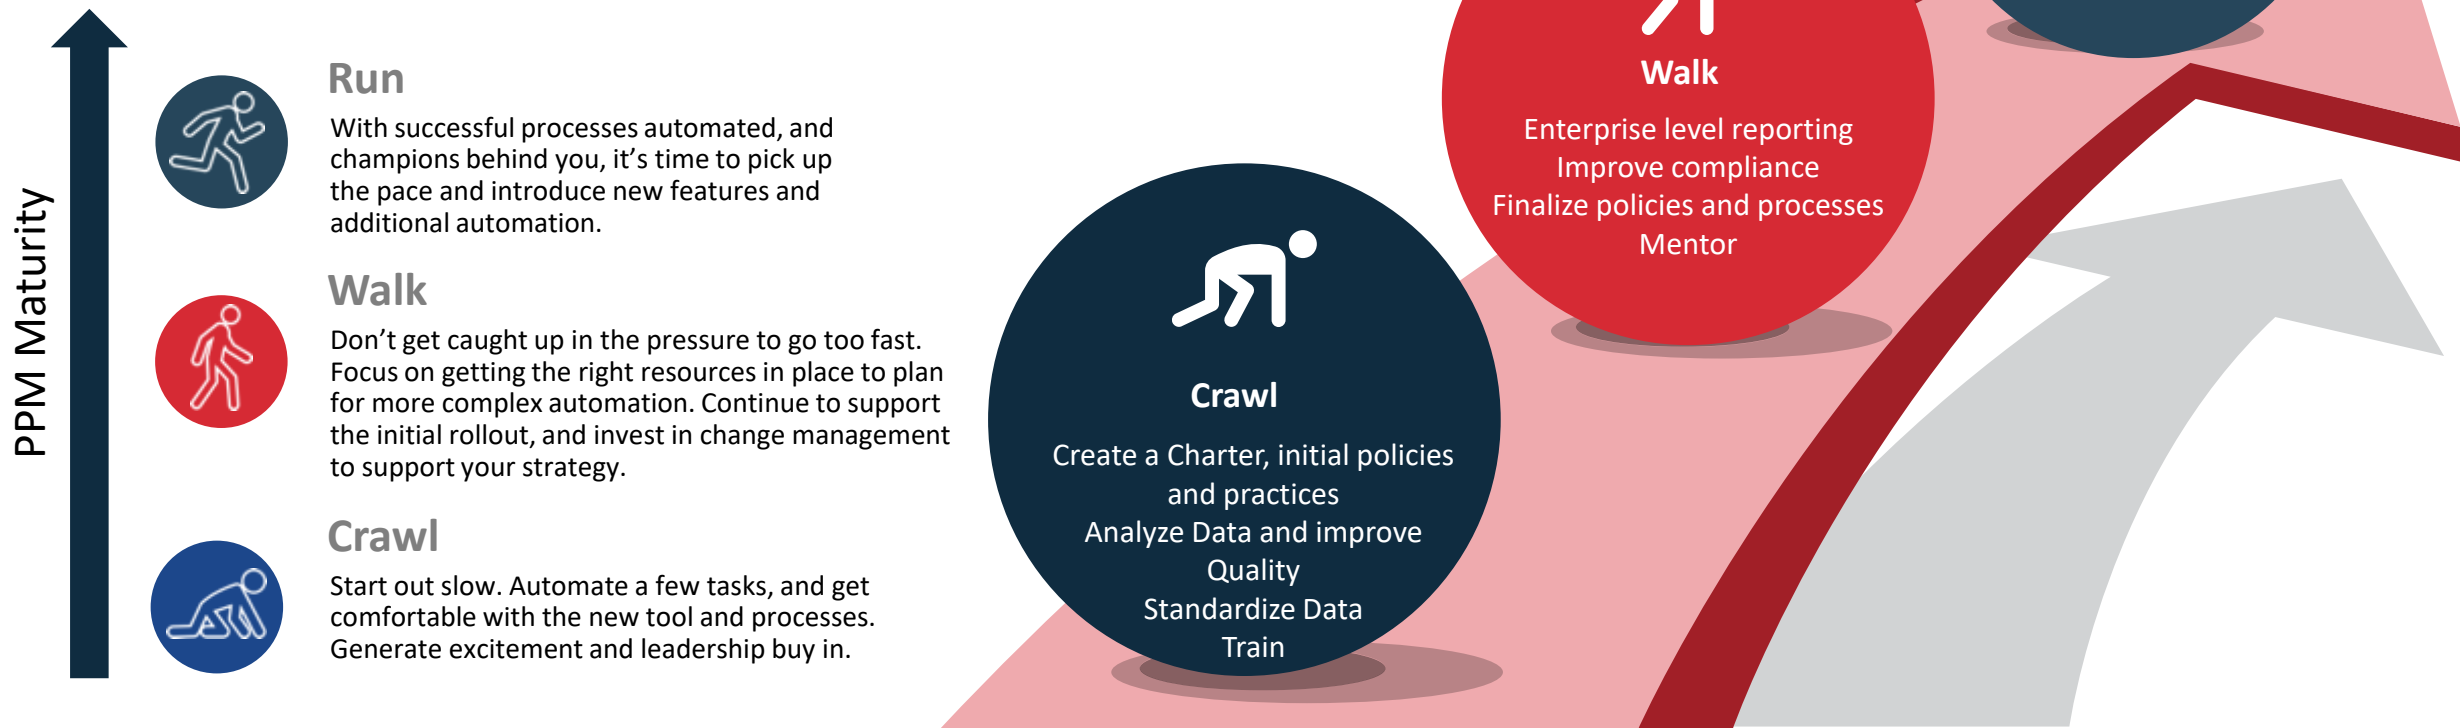 PPM Maturity
Run
With successful processes automated, and
champions behind you, it’s time to pick up
the pace and introduce new features and
additional automation.
Walk
Don’t get caught up in the pressure to go too fast.
Focus on getting the right resources in place to plan
for more complex automation. Continue to support
the initial rollout, and invest in change management
to support your strategy.
Crawl
Start out slow. Automate a few tasks, and get
comfortable with the new tool and processes.
Generate excitement and leadership buy in.
Crawl
Create a Charter, initial policies
and practices
Analyze Data and improve
Quality
Standardize Data
Train
Walk
Enterprise level reporting
Improve compliance
Finalize policies and processes
Mentor